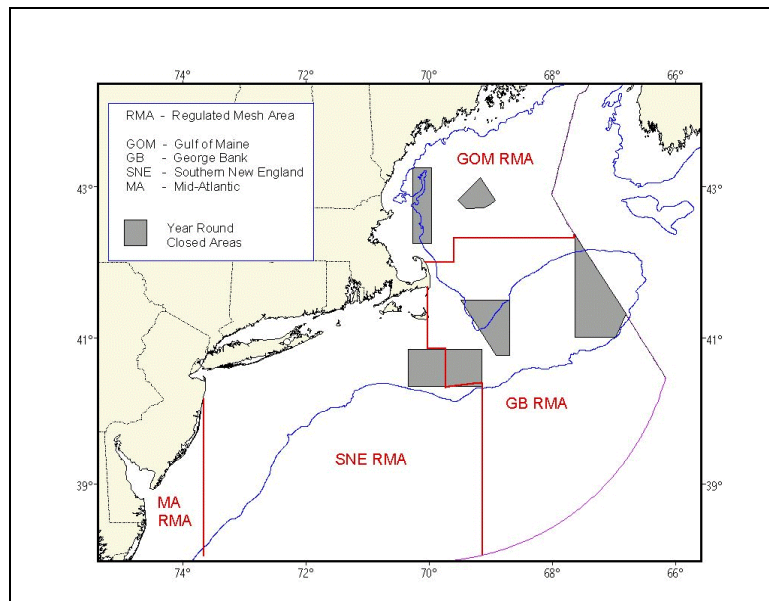 74° 72° 70° 68° 66°
RMA - Regulated Mesh Area
GOM - Gulf of Maine
GB - George Bank
SNE - Southern New England
MA - Mid-Atlantic
Year Round
Closed Areas
GOM RMA
43° 43°
41° 41°
GB RMA
SNE RMA
39° 39°
MA
RMA
74° 72° 70° 68° 66°